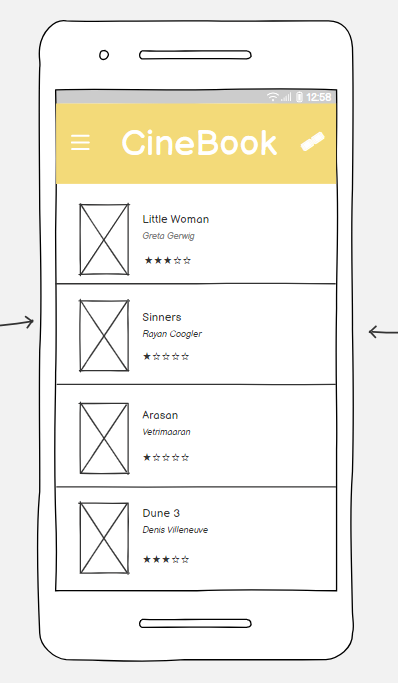 12:58
CineBook
Little Woman
Greta Gerwig
★★★☆☆
Sinners
Rayan Coogler
★☆☆☆☆
Arasan
Vetrimaaran
★☆☆☆☆
Dune 3
Denis Villeneuve
★★★☆☆